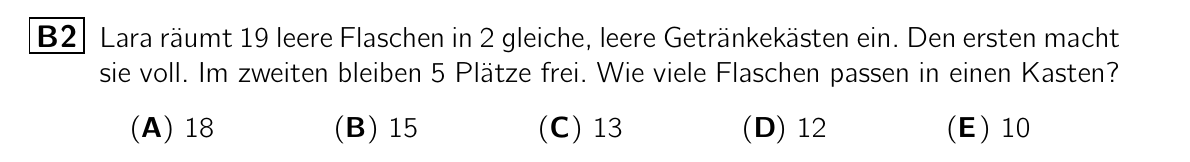 B2 Lara räumt 19 leere Flaschen in 2 gleiche, leere Getränkekästen ein. Den ersten macht
sie voll. Im zweiten bleiben 5 Plätze frei. Wie viele Flaschen passen in einen Kasten?
(A) 18 (B) 15 (C) 13 (D) 12 (E) 10